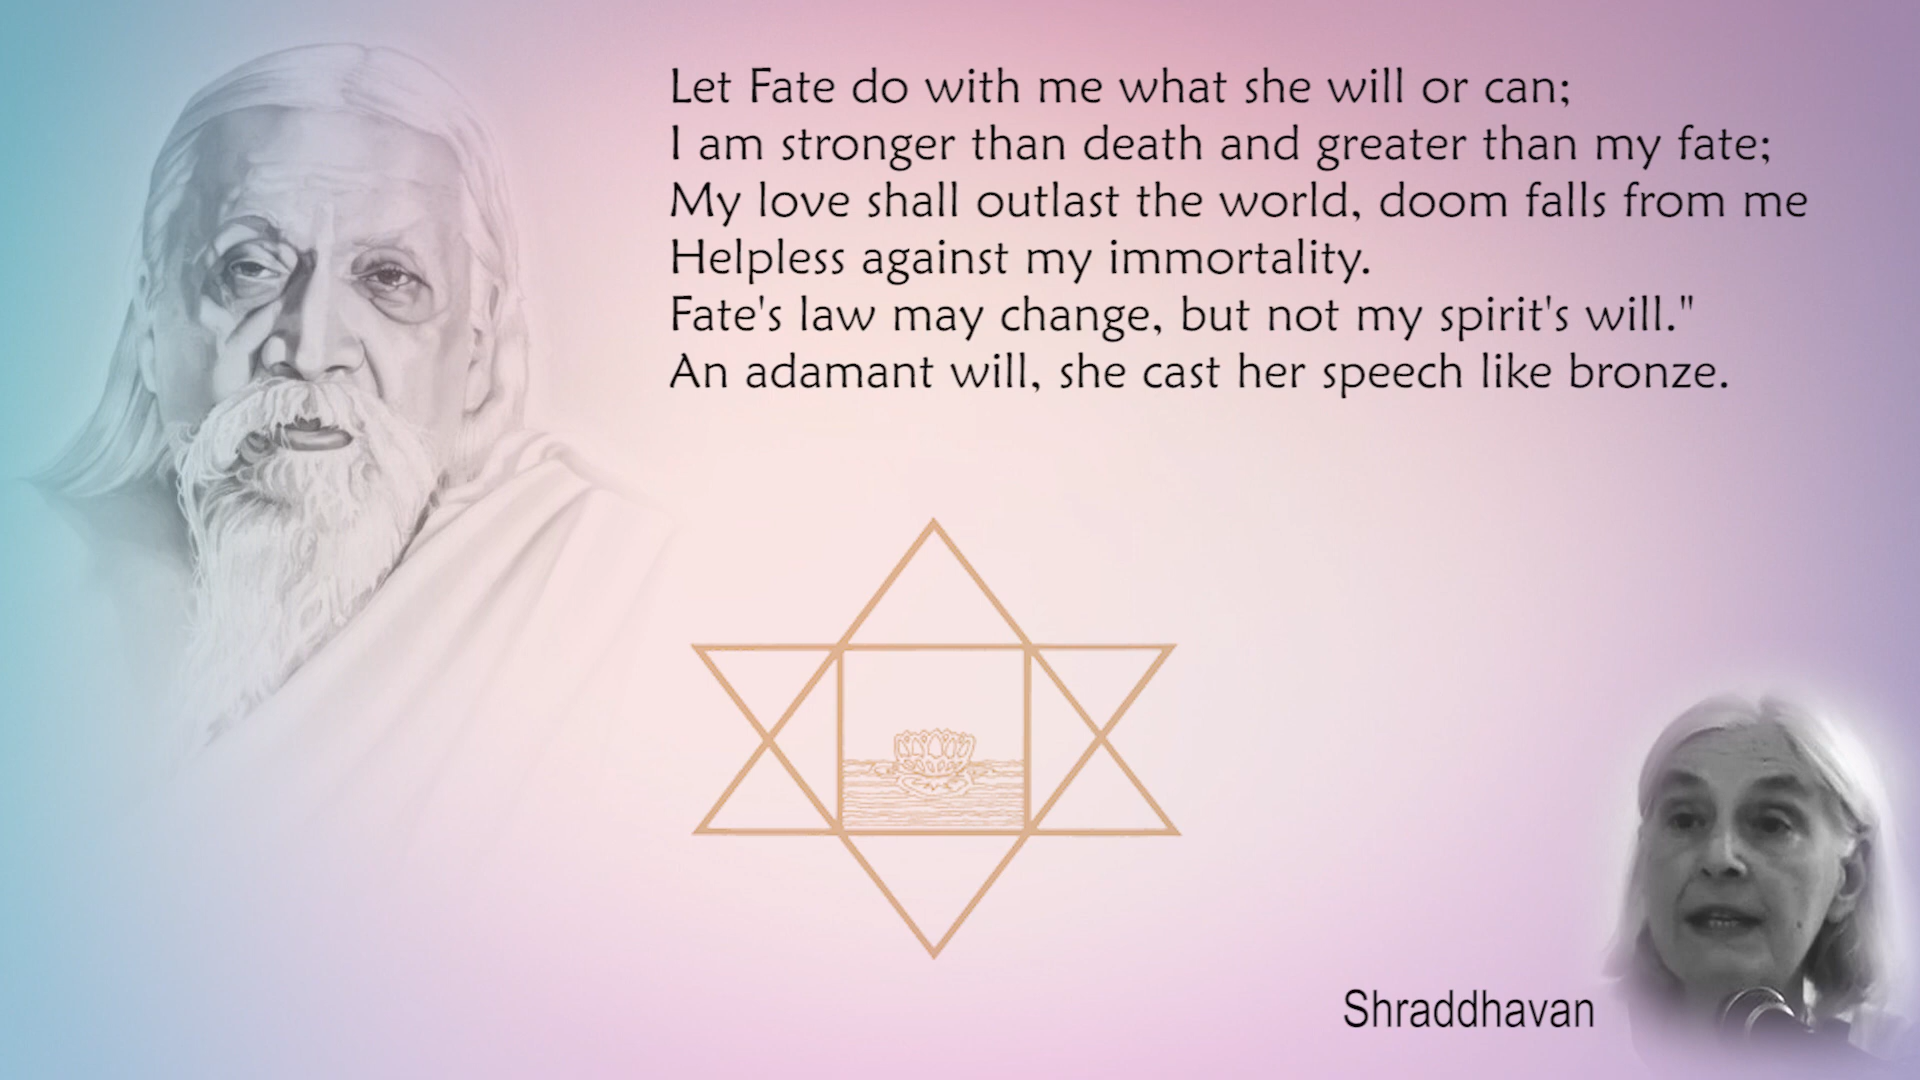 Let Fate do with me what she will or can;
I am stronger than death and greater than my fate;
My love shall outlast the world, doom falls from me
Helpless against my immortality.
Fate's law may change, but not my spirit's will."
An adamant will, she cast her speech like bronze.
Shraddhavan